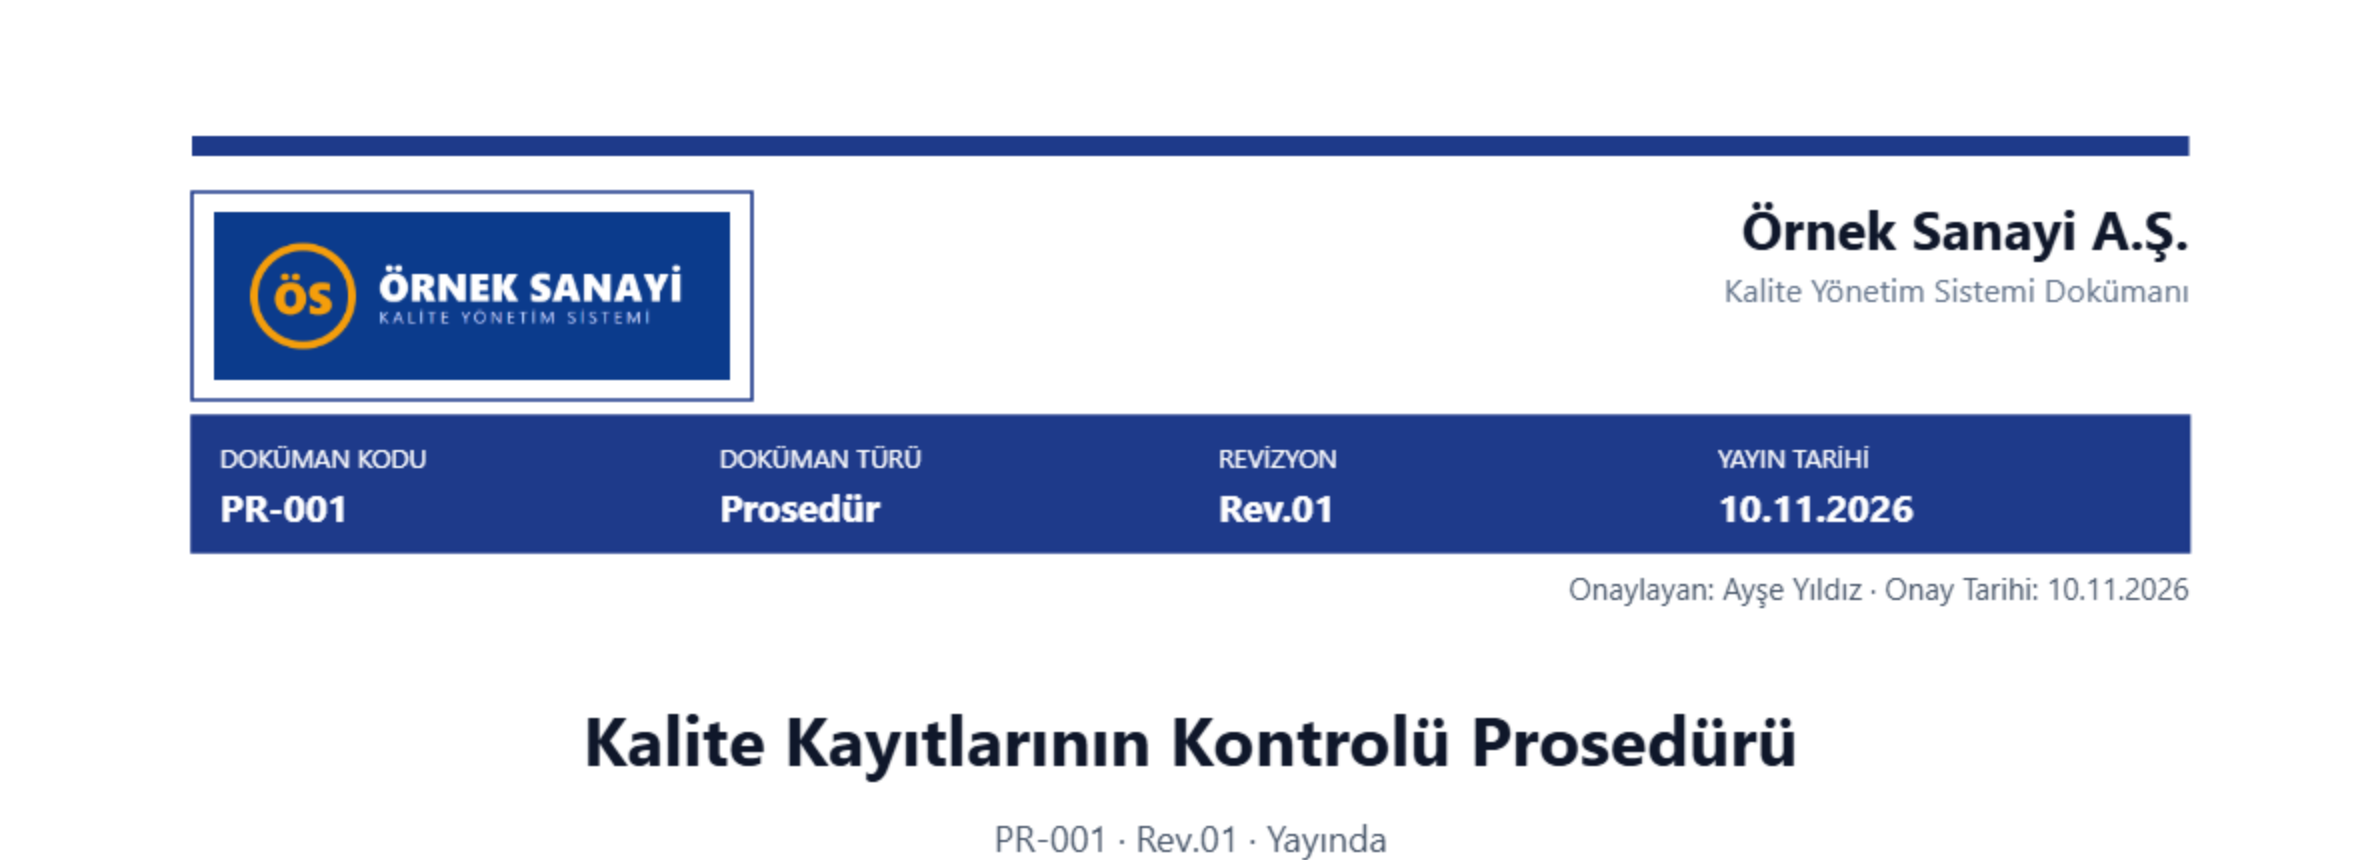 ÖS
ÖRNEK SANAYİ
KALİTE YÖNETİM SİSTEMİ
Örnek Sanayi A.Ş.
Kalite Yönetim Sistemi Dokümanı
DOKÜMAN KODU DOKÜMAN TÜRÜ REVİZYON YAYIN TARİHİ
PR-001 Prosedür Rev.01 10.11.2026
Onaylayan: Ayşe Yıldız · Onay Tarihi: 10.11.2026
Kalite Kayıtlarının Kontrolü Prosedürü
PR-001 · Rev.01 · Yayında